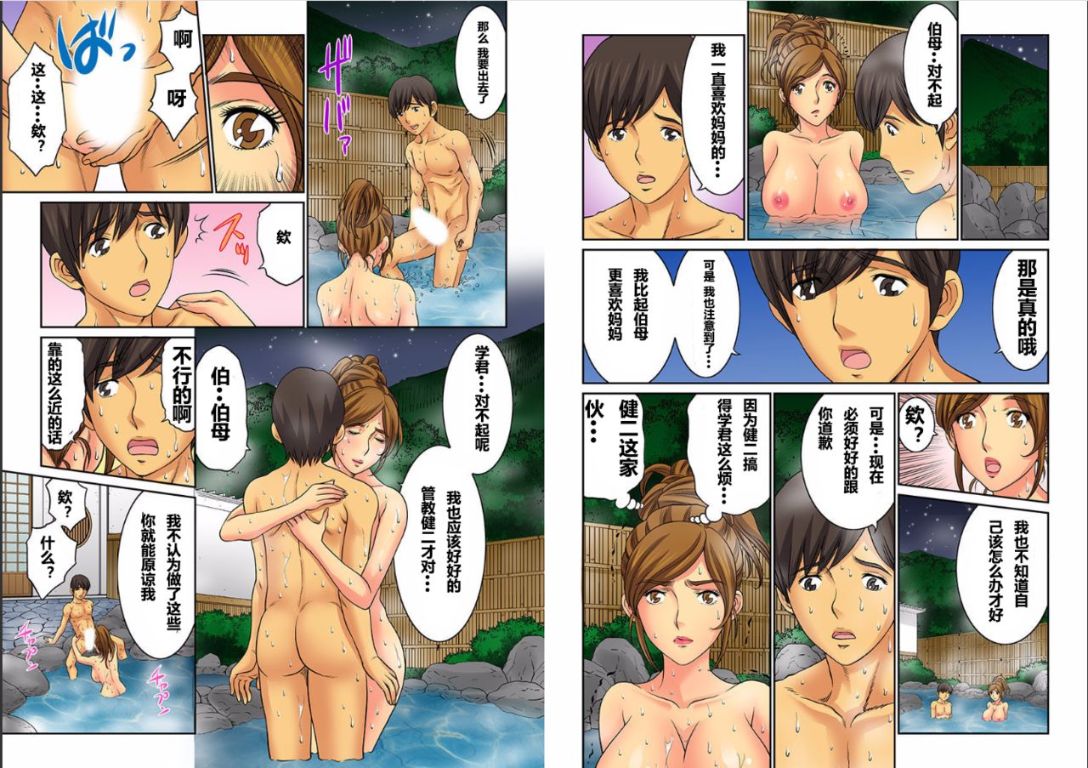 伯母…对不起
我一直喜欢妈妈的…
那是真的哦
可是 我也注意到了…
我比起伯母
更喜欢妈妈
欸？
我也不知道自
己该怎么办才好
可是…现在
必须好好的跟
你道歉
因为健二搞
得学君这么烦…
健二这家
伙…
那么 我要出去了
ザバァ
啊
呀
ばっ
这…这…欸？
欸
スッ
学君…对不起呢
我也应该好好的
管教健二才对…
伯…伯母
不行的啊
靠的这么近的话
我不认为做了这些
你就能原谅我
欸？
什么？